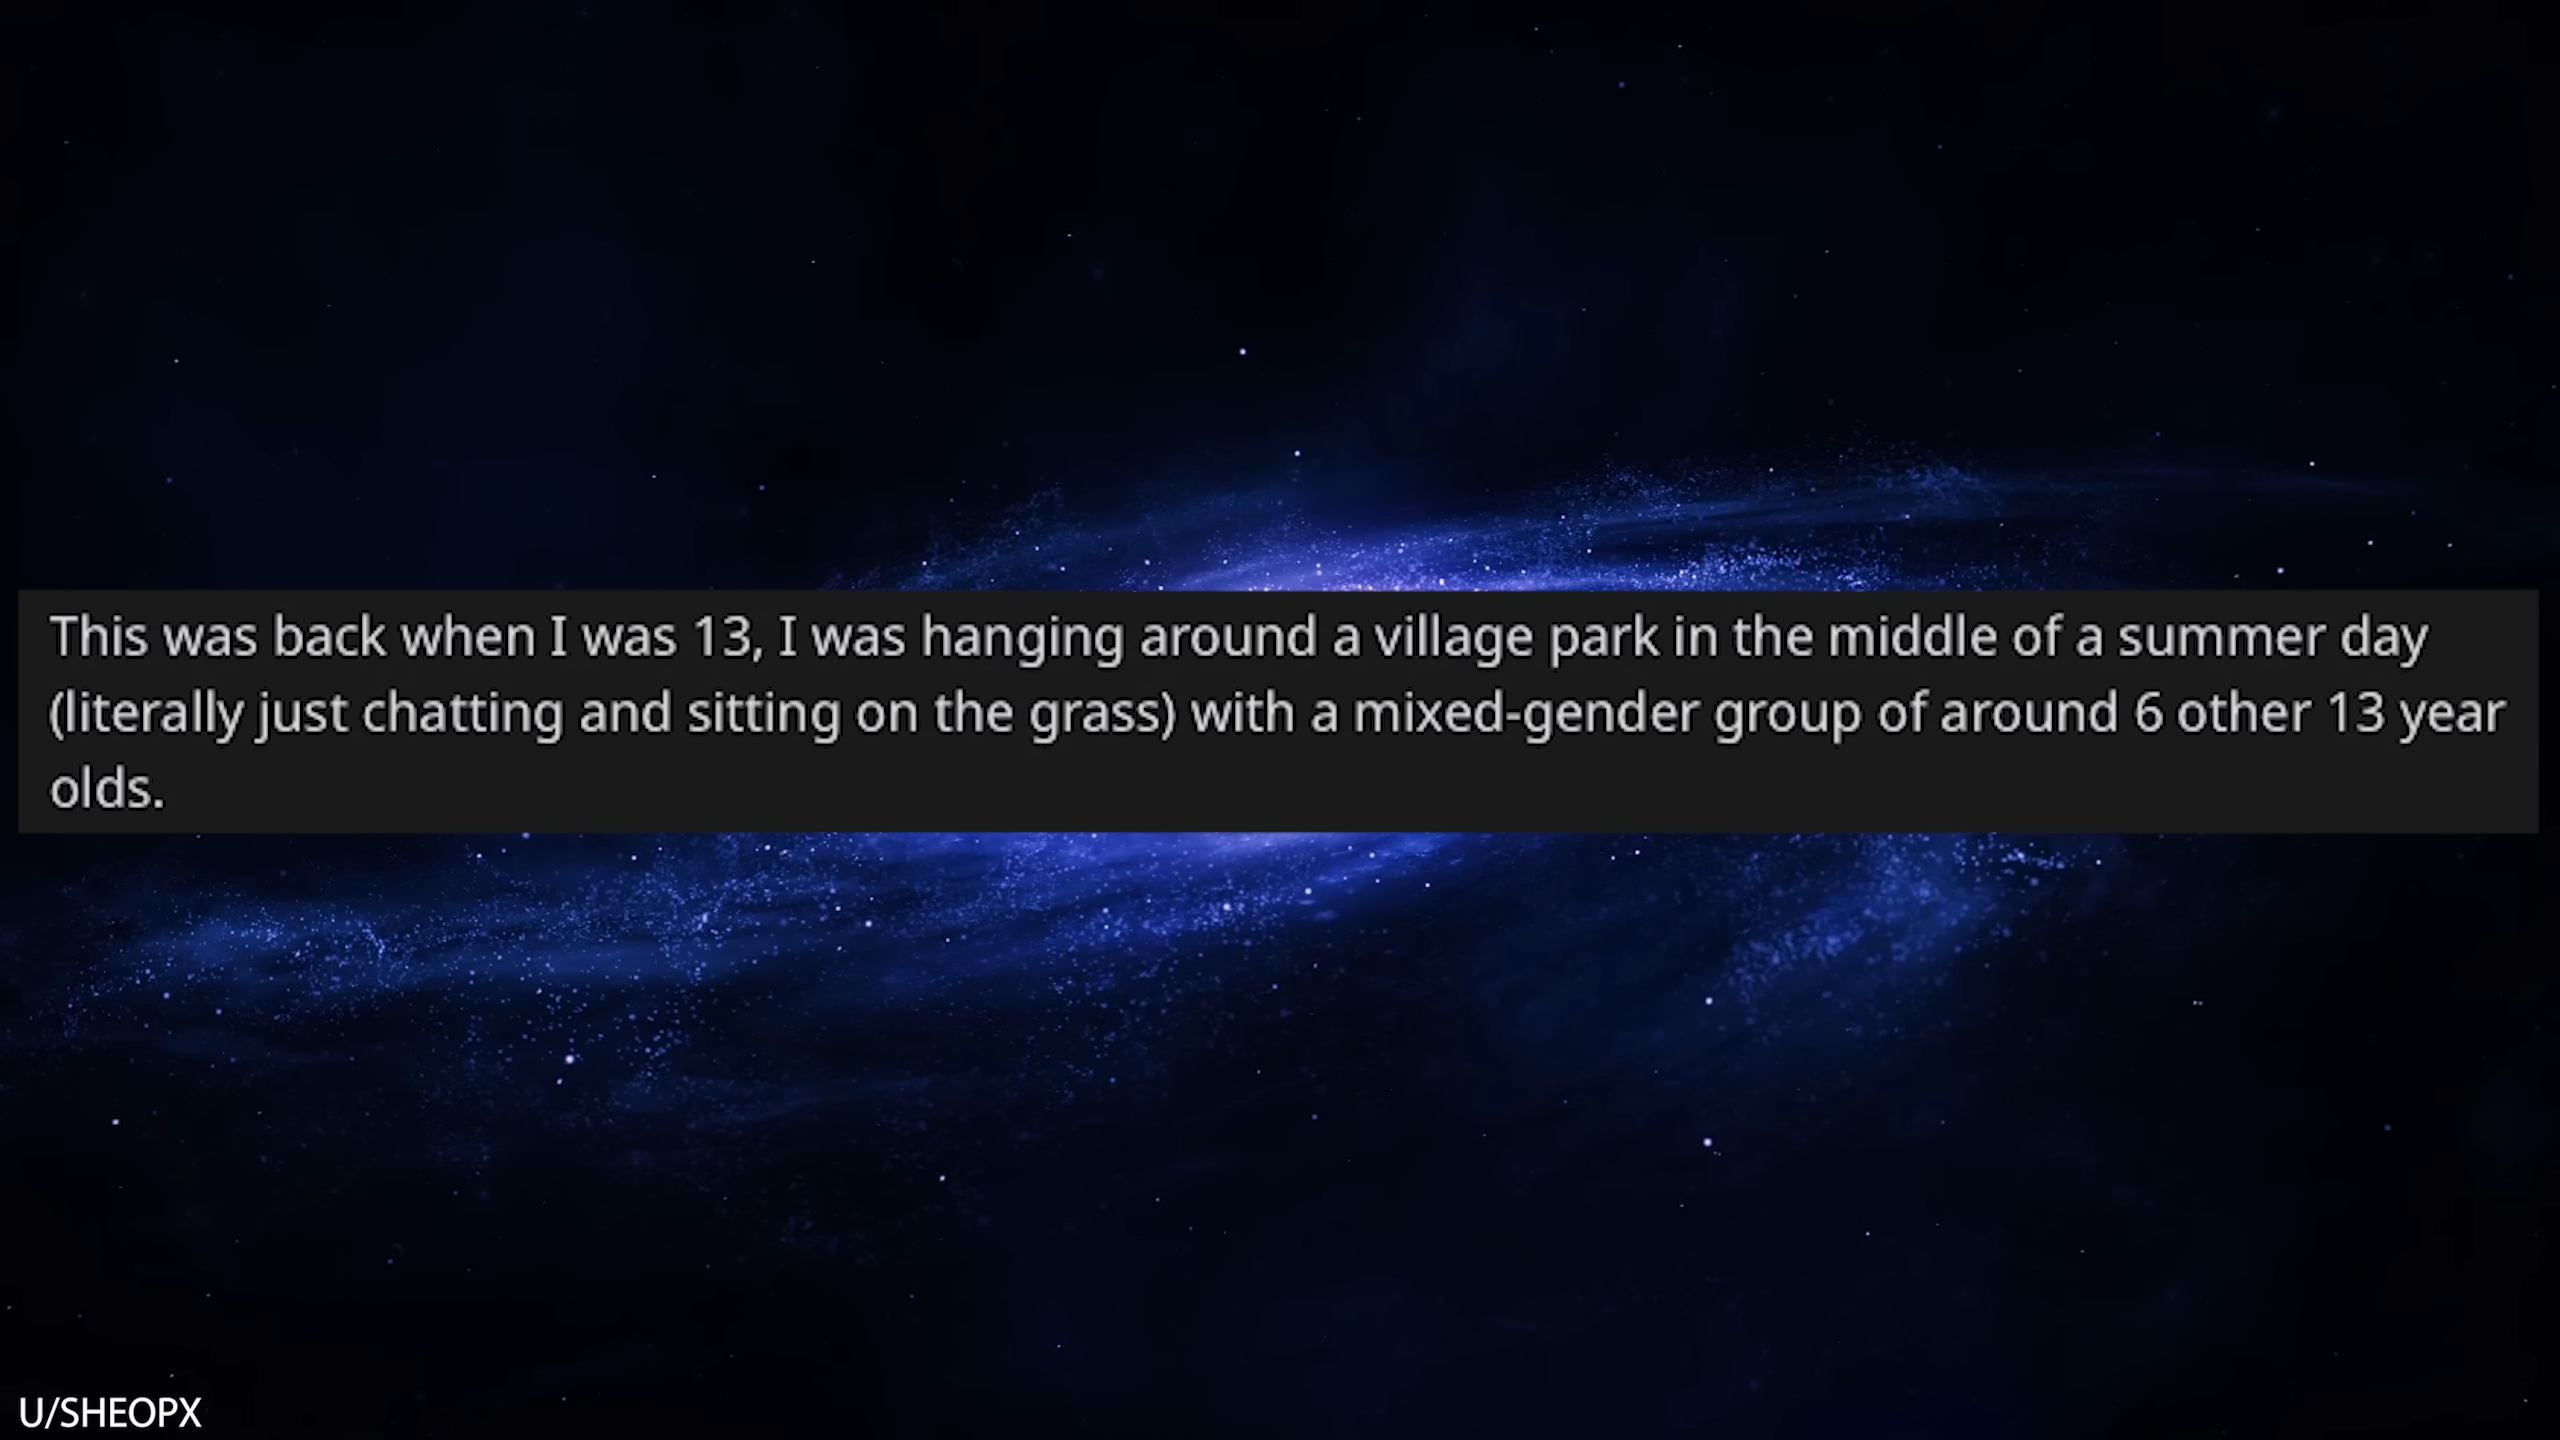 This was back when I was 13, I was hanging around a village park in the middle of a summer day
(literally just chatting and sitting on the grass) with a mixed-gender group of around 6 other 13 year
olds.
U/SHEOPX